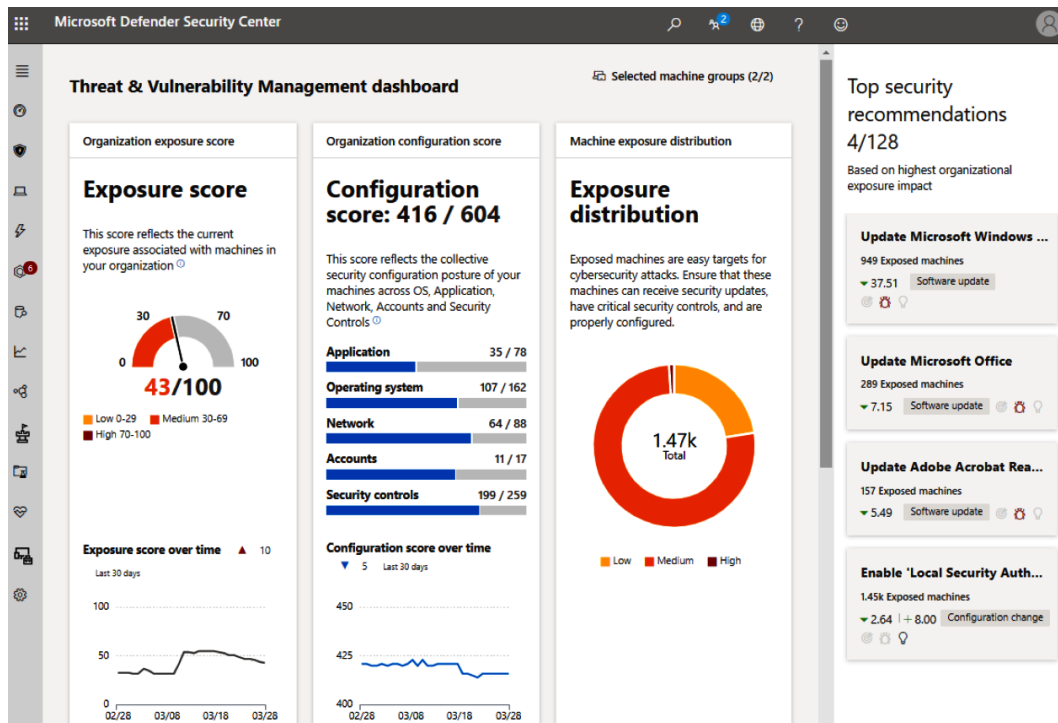 Microsoft Defender Security Center
2
?
6
Threat & Vulnerability Management dashboard
Selected machine groups (2/2)
Organization exposure score
Exposure score
This score reflects the current
exposure associated with machines in
your organization
30
70
0
100
43/100
Low 0-29
Medium 30-69
High 70-100
Exposure score over time
10
Last 30 days
100
50
0
02/28
03/08
03/18
03/28
Organization configuration score
Configuration
score: 416 / 604
This score reflects the collective
security configuration posture of your
machines across OS, Application,
Network, Accounts and Security
Controls
Application 35 / 78
Operating system 107 / 162
Network 64 / 88
Accounts 11 / 17
Security controls 199 / 259
Configuration score over time
5 Last 30 days
450
425
400
02/28
03/08
03/18
03/28
Machine exposure distribution
Exposure
distribution
Exposed machines are easy targets for
cybersecurity attacks. Ensure that these
machines can receive security updates,
have critical security controls, and are
properly configured.
1.47k
Total
Low
Medium
High
Top security
recommendations
4/128
Based on highest organizational
exposure impact
Update Microsoft Windows ...
949 Exposed machines
37.51 Software update
Update Microsoft Office
289 Exposed machines
7.15 Software update
Update Adobe Acrobat Rea...
157 Exposed machines
5.49 Software update
Enable 'Local Security Auth...
1.45k Exposed machines
2.64 | + 8.00 Configuration change